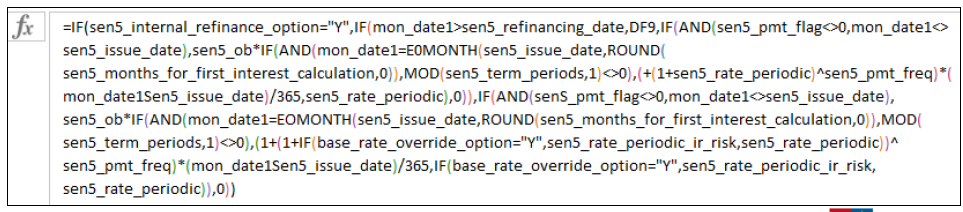 fx
=IF(sen5_internal_refinance_option="Y",IF(mon_date1>sen5_refinancing_date,DF9,IF(AND(sen5_pmt_flag<>0,mon_date1<>
sen5_issue_date),sen5_ob*IF(AND(mon_date1=E0MONTH(sen5_issue_date,ROUND(
sen5_months_for_first_interest_calculation,0)),MOD(sen5_term_periods,1)<>0),(+(1+sen5_rate_periodic)^sen5_pmt_freq)*(
mon_date1Sen5_issue_date)/365,sen5_rate_periodic),0)),IF(AND(senS_pmt_flag<>0,mon_date1<>sen5_issue_date),
sen5_ob*IF(AND(mon_date1=EOMONTH(sen5_issue_date,ROUND(sen5_months_for_first_interest_calculation,0)),MOD(
sen5_term_periods,1)<>0),(1+(1+IF(base_rate_override_option="Y",sen5_rate_periodic_ir_risk,sen5_rate_periodic))^
sen5_pmt_freq)*(mon_date1Sen5_issue_date)/365,IF(base_rate_override_option="Y",sen5_rate_periodic_ir_risk,
sen5_rate_periodic)),0))